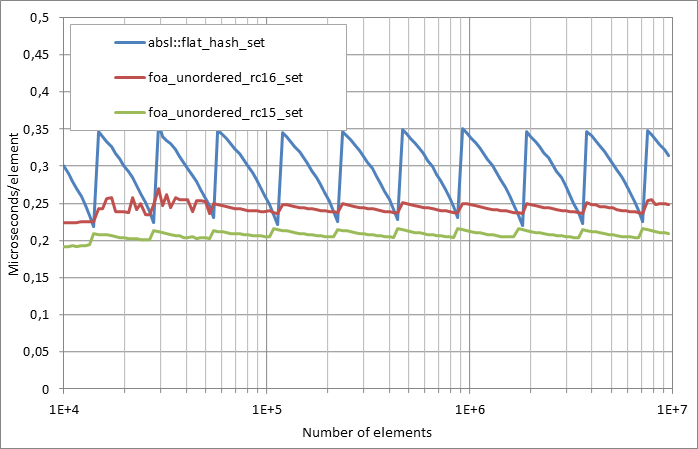 0,5
0,45
0,4
0,35
0,3
0,25
0,2
0,15
0,1
0,05
0
Microseconds/element
absl::flat_hash_set
foa_unordered_rc16_set
foa_unordered_rc15_set
1E+4 1E+5 1E+6 1E+7
Number of elements